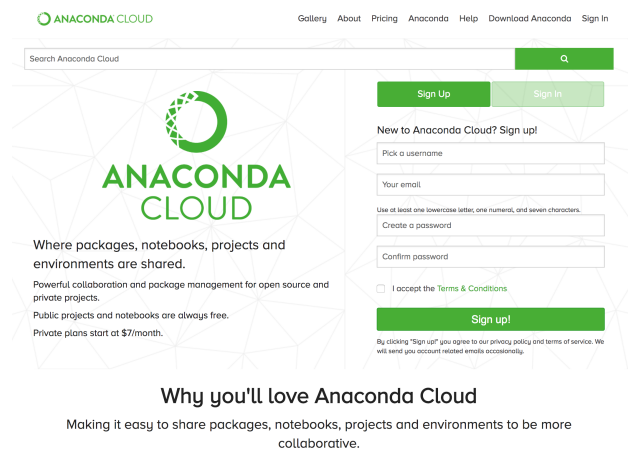 ANACONDA CLOUD
Gallery About Pricing Anaconda Help Download Anaconda Sign In
Search Anaconda Cloud
Sign Up Sign In
ANACONDA
CLOUD
Where packages, notebooks, projects and
environments are shared.
Powerful collaboration and package management for open source and
private projects.
Public projects and notebooks are always free.
Private plans start at $7/month.
New to Anaconda Cloud? Sign up!
Pick a username
Your email
Use at least one lowercase letter, one numeral, and seven characters.
Create a password
Confirm password
I accept the Terms & Conditions
Sign up!
By clicking "Sign up!" you agree to our privacy policy and terms of service. We
will send you account related emails occasionally.
Why you'll love Anaconda Cloud
Making it easy to share packages, notebooks, projects and environments to be more
collaborative.